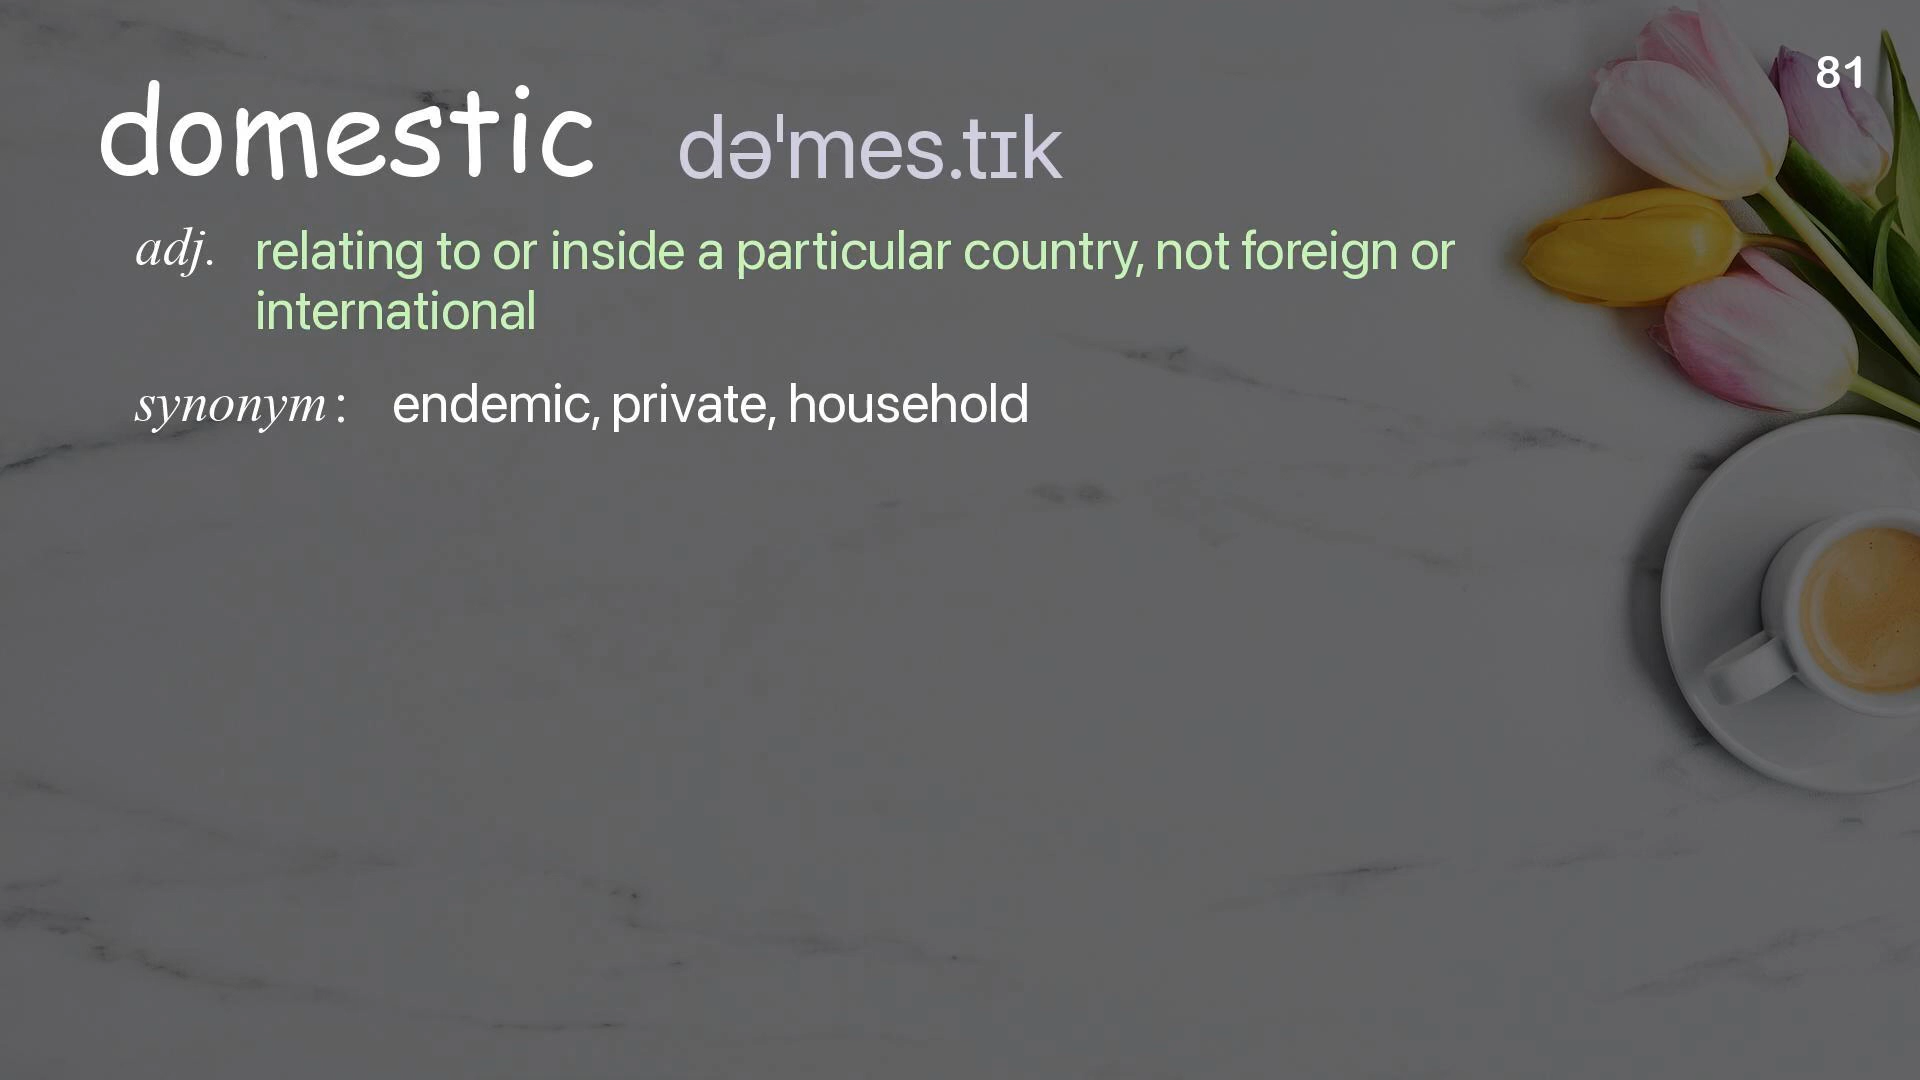 81
domestic dəˈmes.tɪk
adj. relating to or inside a particular country, not foreign or
international
synonym: endemic, private, household